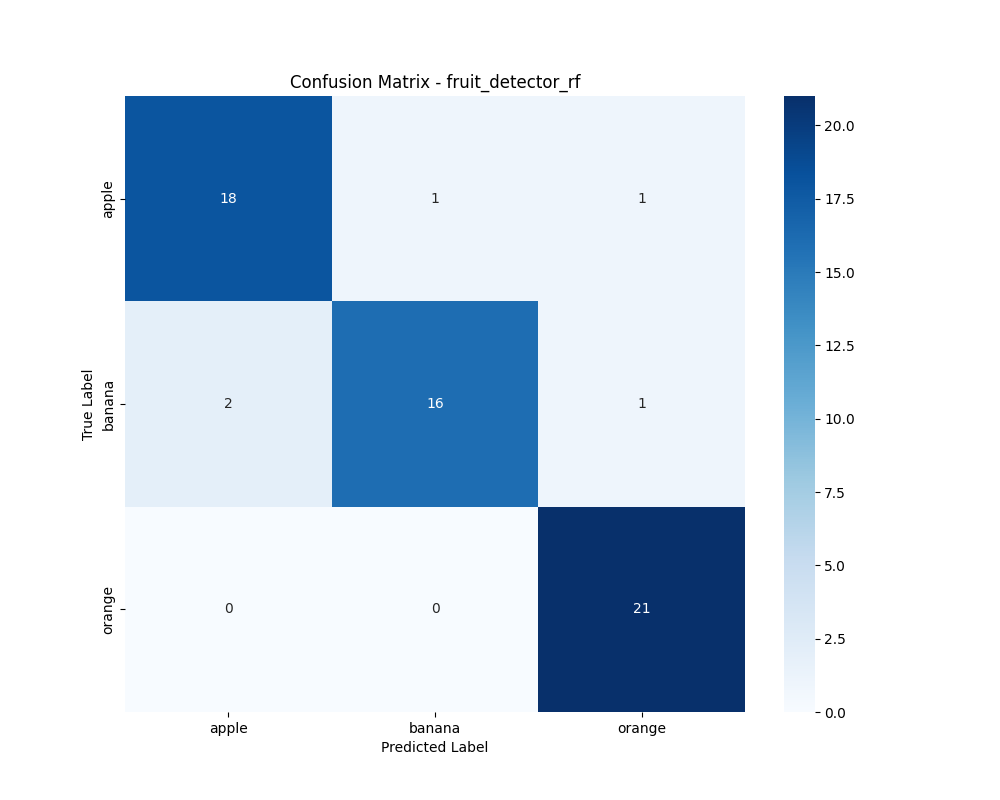 Confusion Matrix - fruit_detector_rf
True Label
apple
18 1 1
banana
2 16 1
orange
0 0 21
apple banana orange
Predicted Label
20.0
17.5
15.0
12.5
10.0
7.5
5.0
2.5
0.0